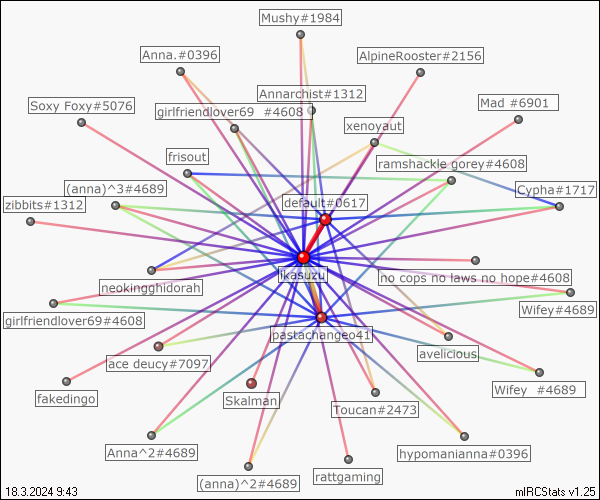 Mushy#1984
Anna.#0396
AlpineRooster#2156
Annarchist#1312
Soxy Foxy#5076
girlfriendlover69  #4608
Mad #6901
xenoyaut
frisout
ramshackle gorey#4608
(anna)^3#4689
Cypha#1717
zibbits#1312
default#0617
ikasuzu
no cops no laws no hope#4608
neokingghidorah
Wifey#4689
girlfriendlover69#4608
pastachangeo41
avelicious
ace deucy#7097
Wifey  #4689
fakedingo
Skalman
Toucan#2473
Anna^2#4689
hypomanianna#0396
(anna)^2#4689
rattgaming
18.3.2024 9:43
mIRCStats v1.25